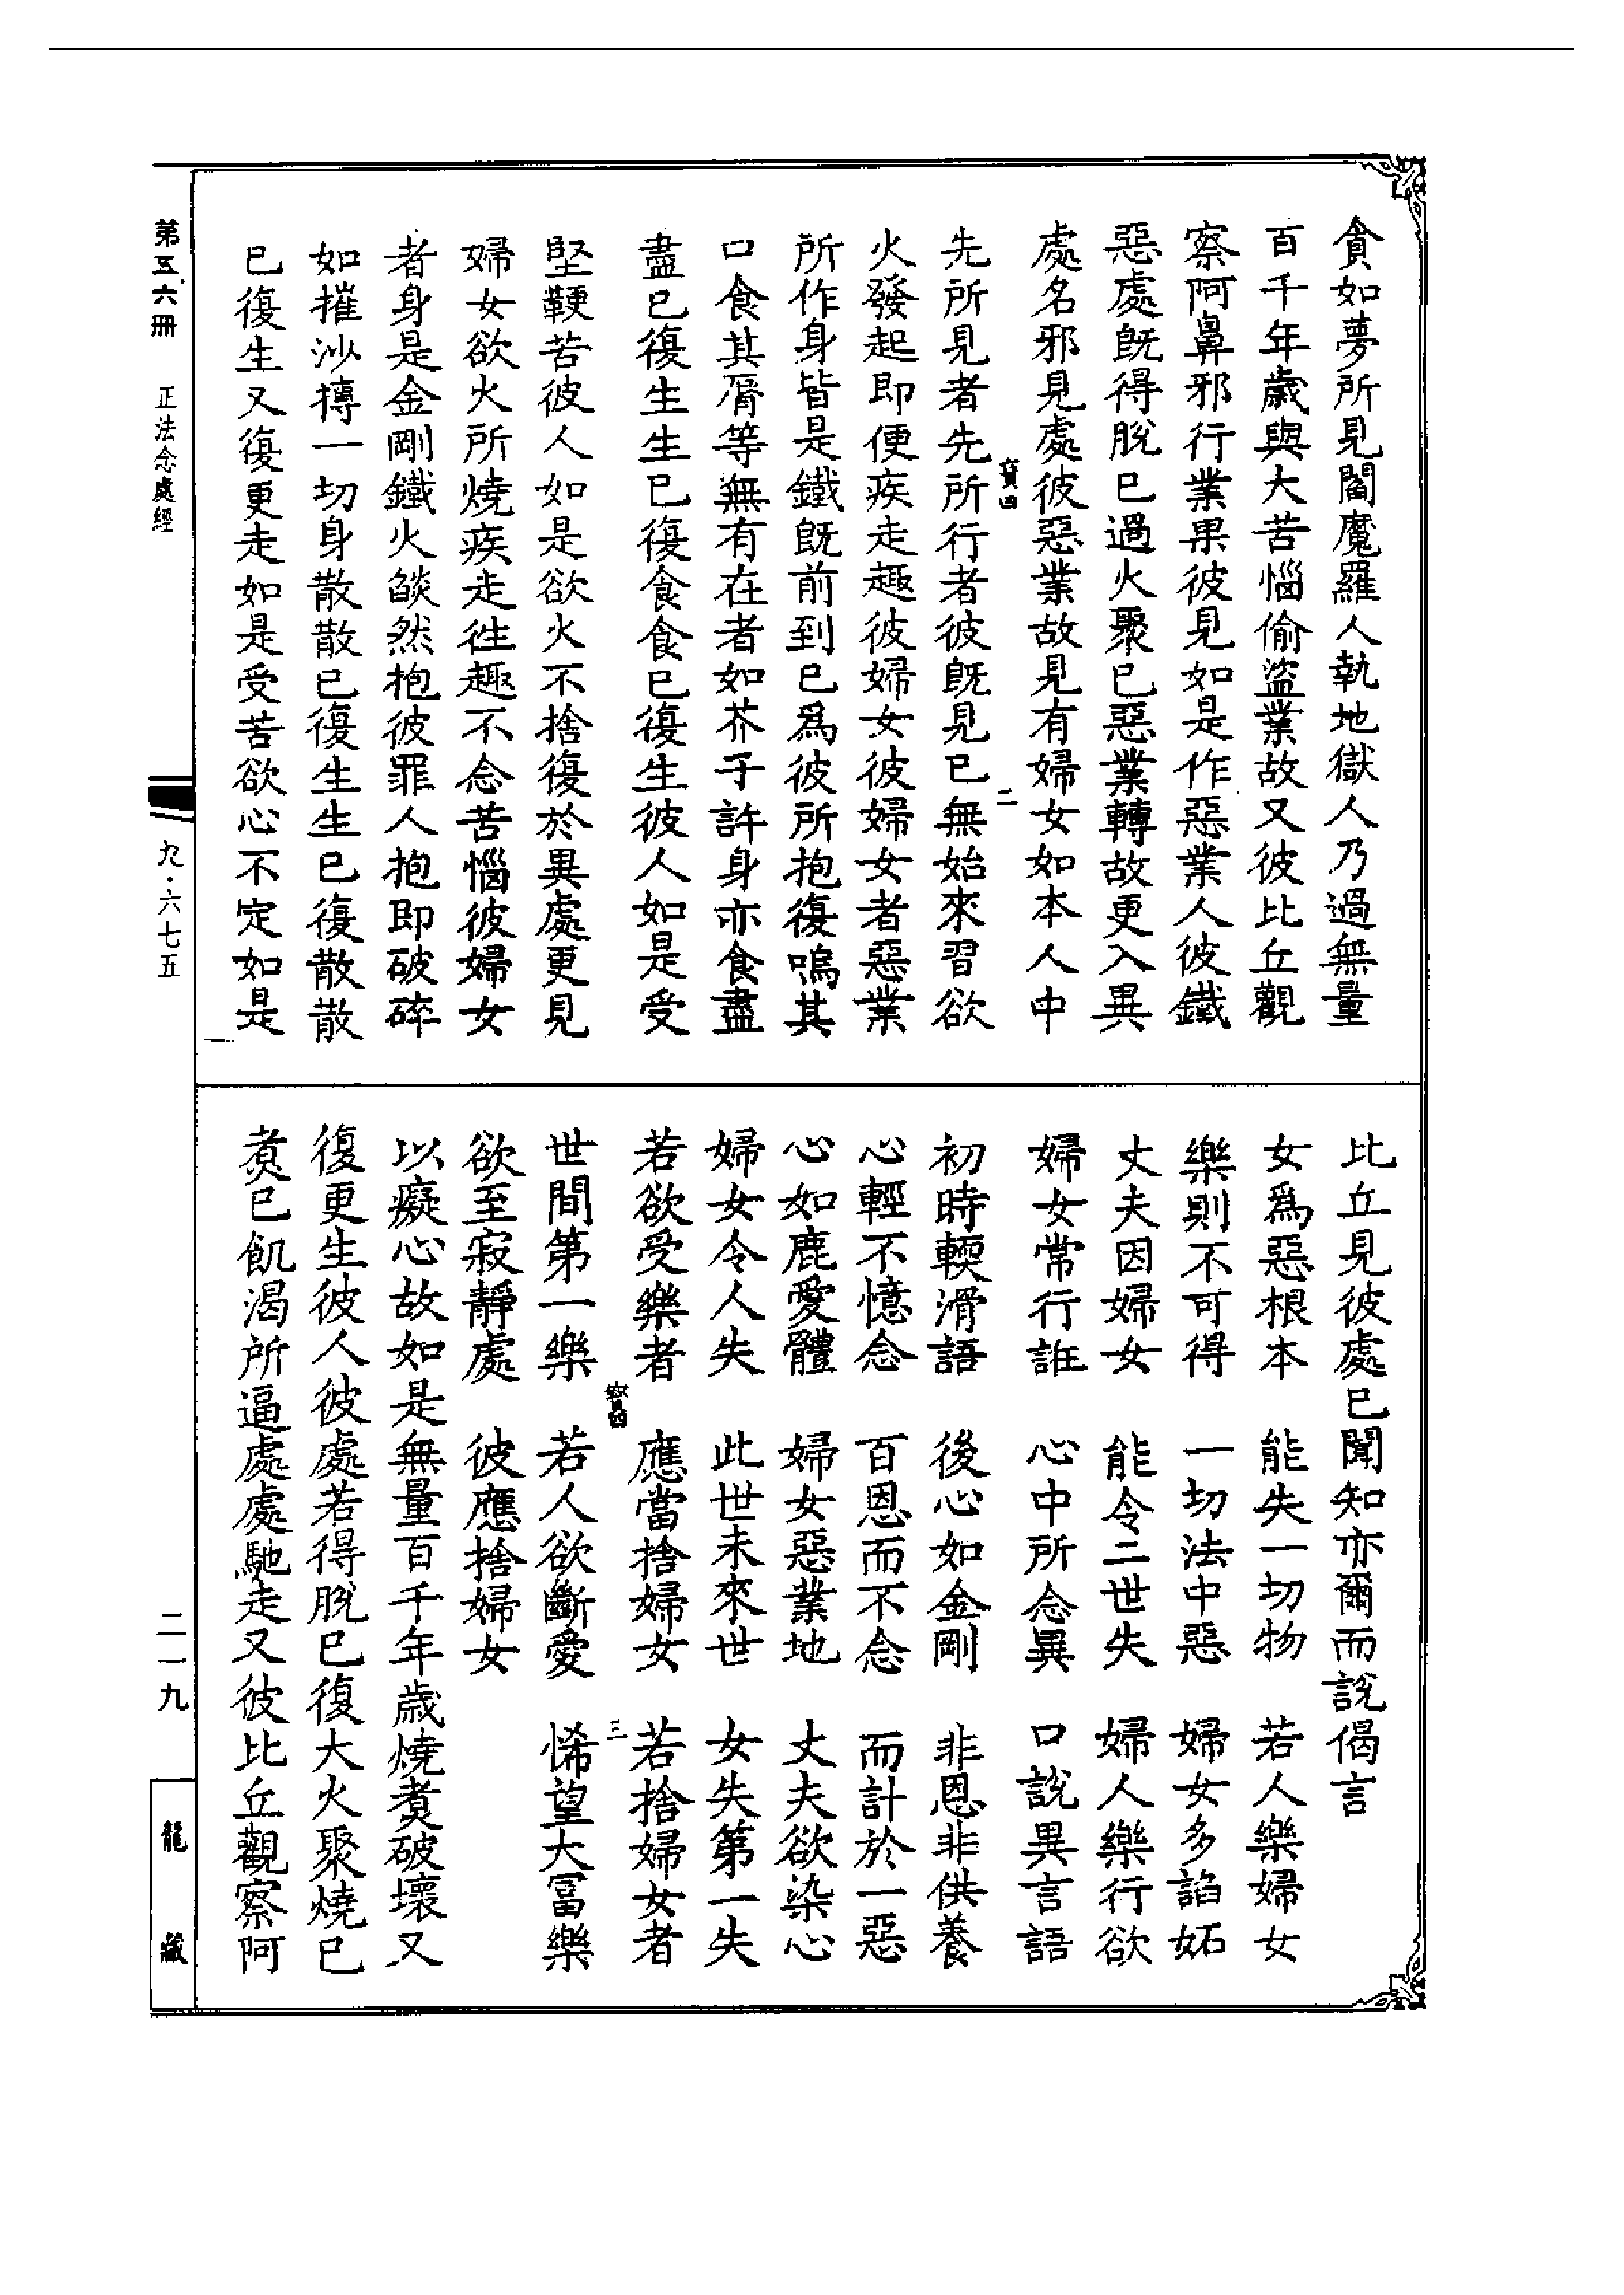 貪如夢所見閻魔羅人執地獄人乃過無量
百千年歲與大苦惱偷盜業故又彼比丘觀
察阿鼻邪行業果彼見如是作惡業人彼鐵
惡處既得脫已過火聚已惡業轉故更入異
處名邪見處彼惡業故見有婦女如本人中
寶四 二
先所見者先所行者彼既見已無始來習欲
火發起即便疾走趣彼婦女彼婦女者惡業
所作身皆是鐵既前到已為彼所抱復嗚其
口食其脣等無有在者如芥子許身亦食盡
盡已復生生已復食食已復生彼人如是受
堅鞕苦彼人如是欲火不捨復於異處更見
婦女欲火所燒疾走往趣不念苦惱彼婦女
者身是金剛鐵火燄然抱彼罪人抱即破碎
如摧沙摶一切身散散已復生生已復散散
已復生又復更走如是受苦欲心不定如是
比丘見彼處已聞知亦爾而說偈言
女為惡根本 能失一切物 若人樂婦女
樂則不可得 一切法中惡 婦女多諂妬
丈夫因婦女 能令二世失 婦人樂行欲
婦女常行誑 心中所念異 口說異言語
初時輭滑語 後心如金剛 非恩非供養
心輕不憶念 百恩而不念 而計於一惡
心如鹿愛體 婦女惡業地 丈夫欲染心
婦女令人失 此世未來世 女失第一失
若欲受樂者 應當捨婦女 若捨婦女者
寶四 三
世間第一樂 若人欲斷愛 悕望大富樂
欲至寂靜處 彼應捨婦女
以癡心故如是無量百千年歲燒煮破壞又
復更生彼人彼處若得脫已復大火聚燒已
煮已飢渴所逼處處馳走又彼比丘觀察阿
第五六冊 正法念處經
九·六七五
二一九
龍藏